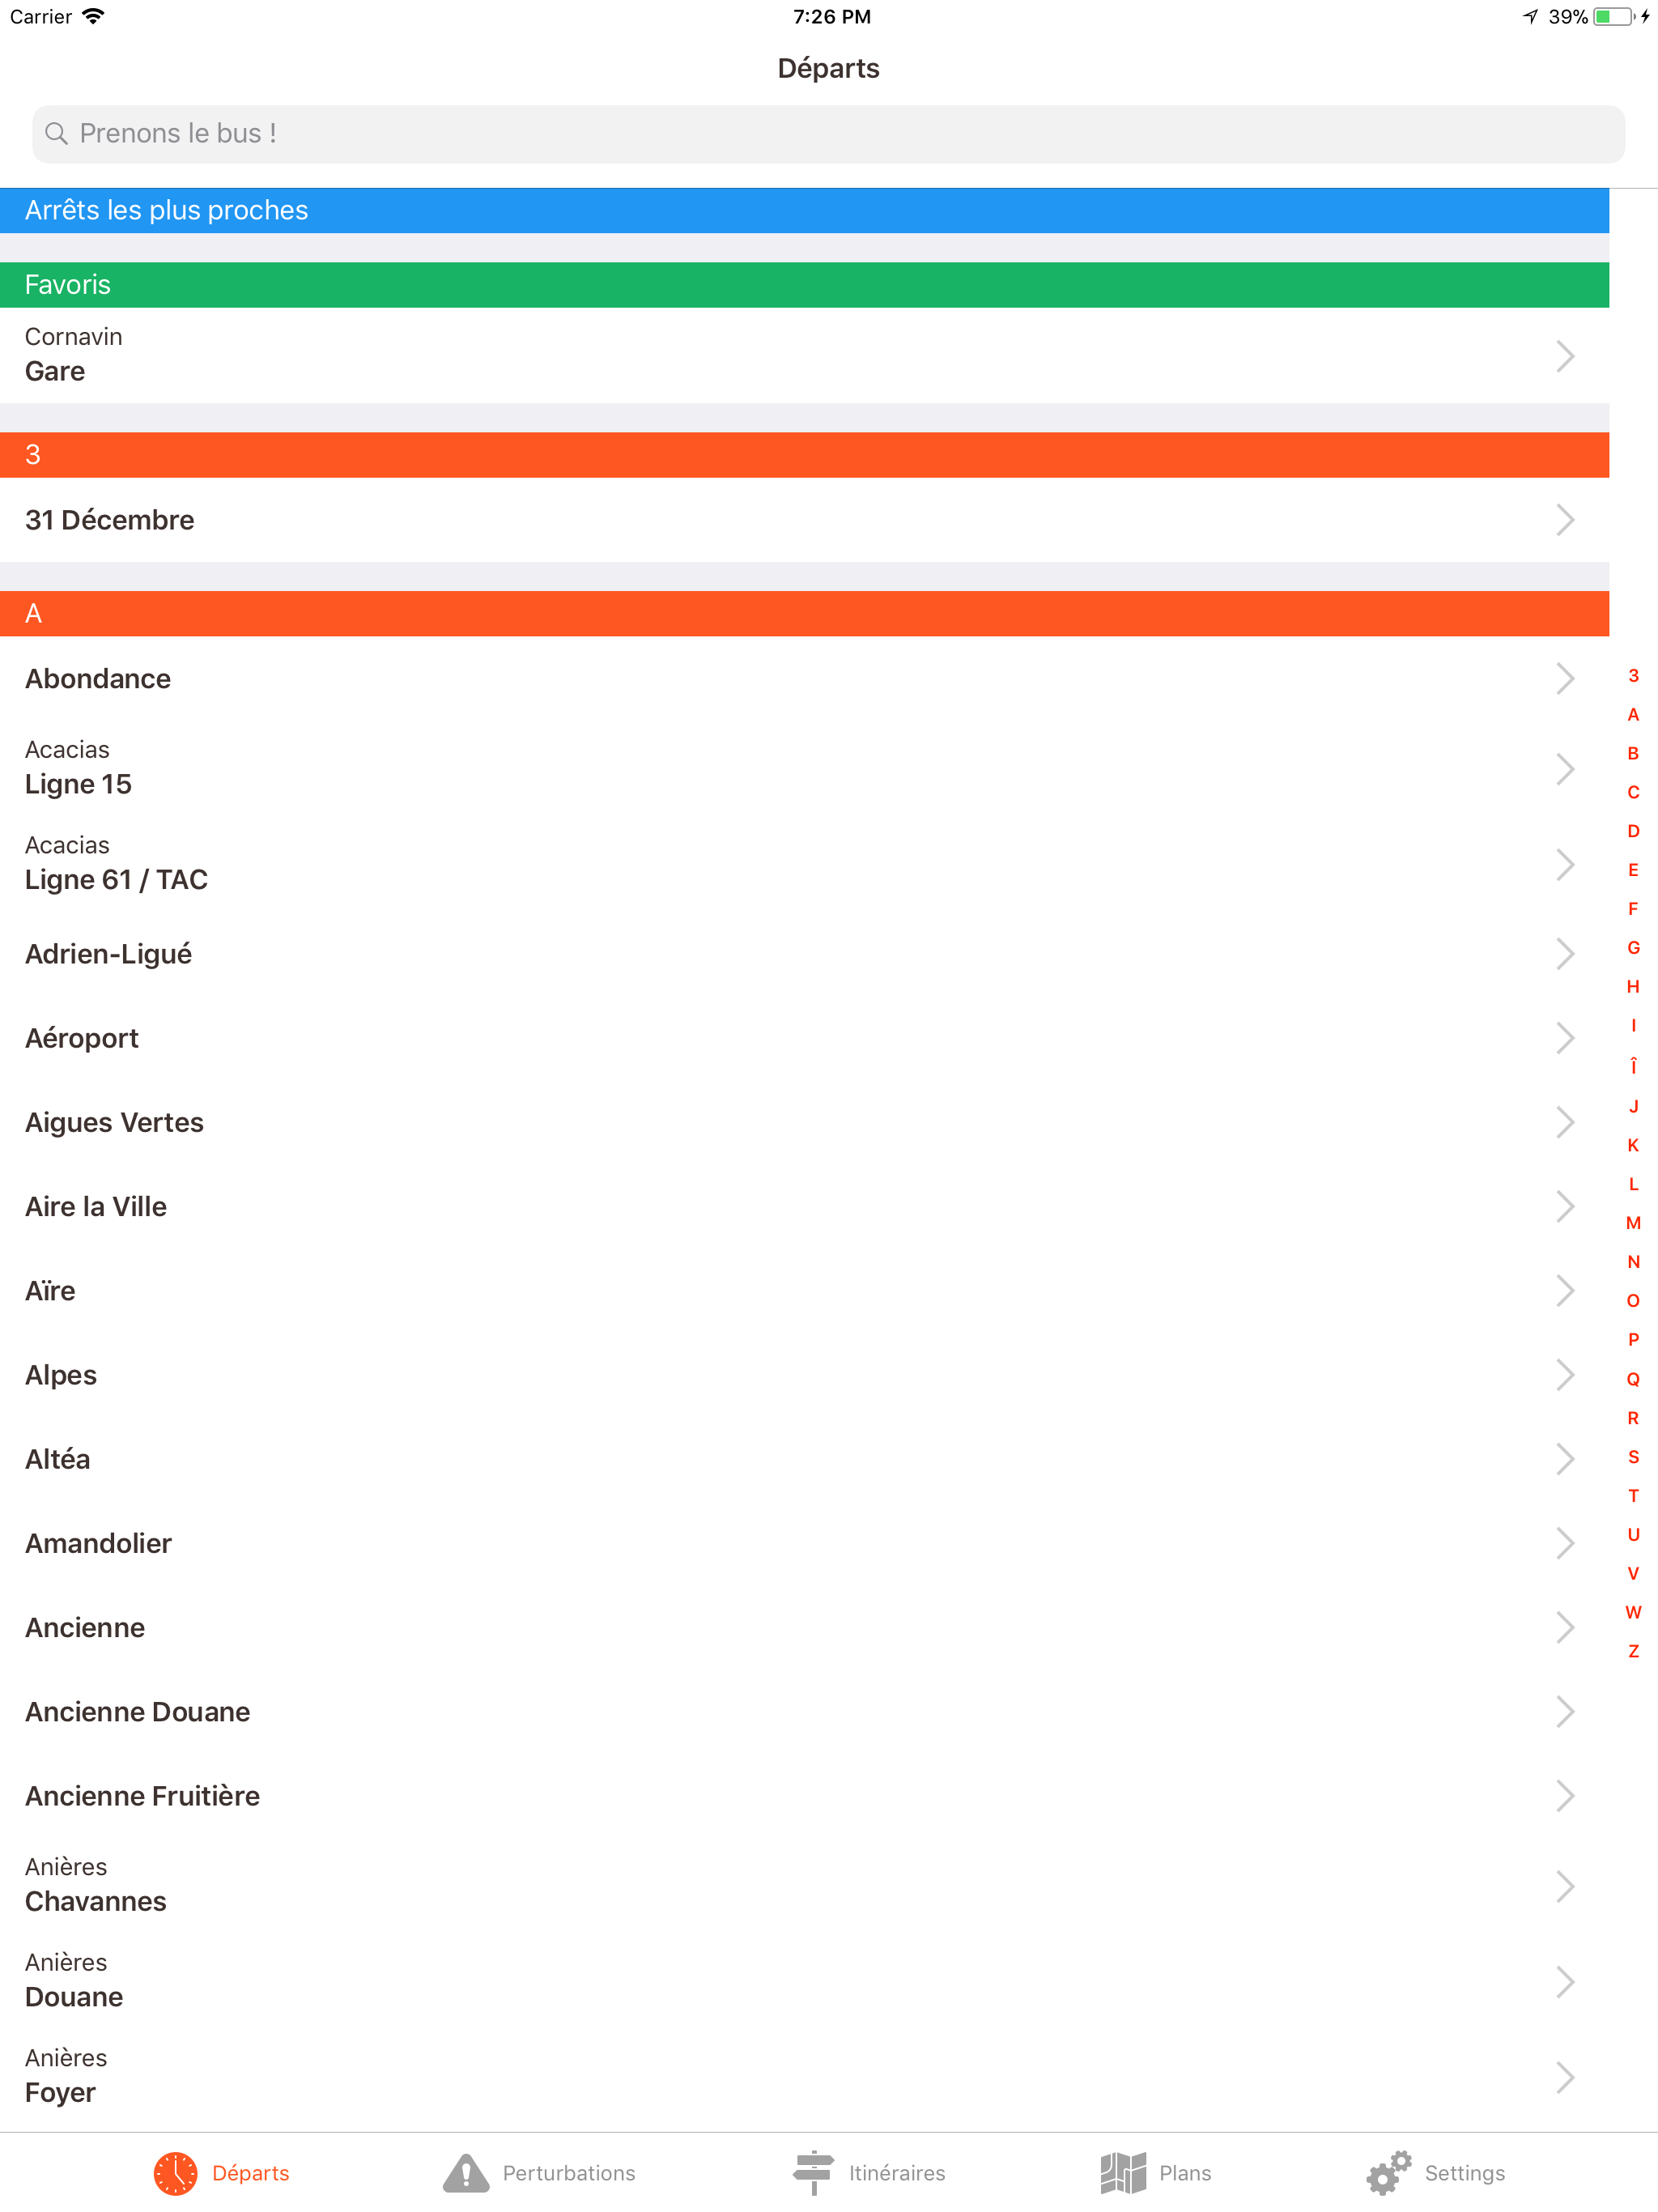 Carrier 7:26 PM 39%
Départs
Prenons le bus !
Arrêts les plus proches
Favoris
Cornavin
Gare
3
31 Décembre
A
Abondance
Acacias
Ligne 15
Acacias
Ligne 61 / TAC
Adrien-Ligué
Aéroport
Aigues Vertes
Aire la Ville
Aïre
Alpes
Altéa
Amandolier
Ancienne
Ancienne Douane
Ancienne Fruitière
Anières
Chavannes
Anières
Douane
Anières
Foyer
3
A
B
C
D
E
F
G
H
I
Î
J
K
L
M
N
O
P
Q
R
S
T
U
V
W
Z
Départs Perturbations Itinéraires Plans Settings